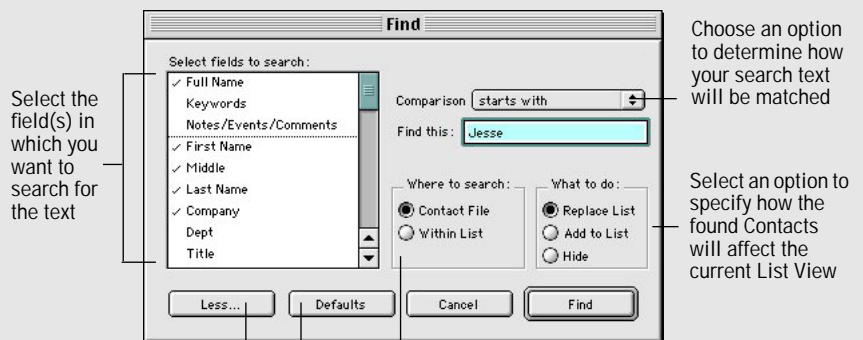 Find
Select fields to search:
✓ Full Name
Keywords
Notes/Events/Comments
✓ First Name
✓ Middle
✓ Last Name
✓ Company
Dept
Title
Comparison starts with
Find this: Jesse
Where to search:
Contact File
Within List
What to do:
Replace List
Add to List
Hide
Less... Defaults Cancel Find
Select the
field(s) in
which you
want to
search for
the text
Choose an option
to determine how
your search text
will be matched
Select an option to
specify how the
found Contacts
will affect the
current List View